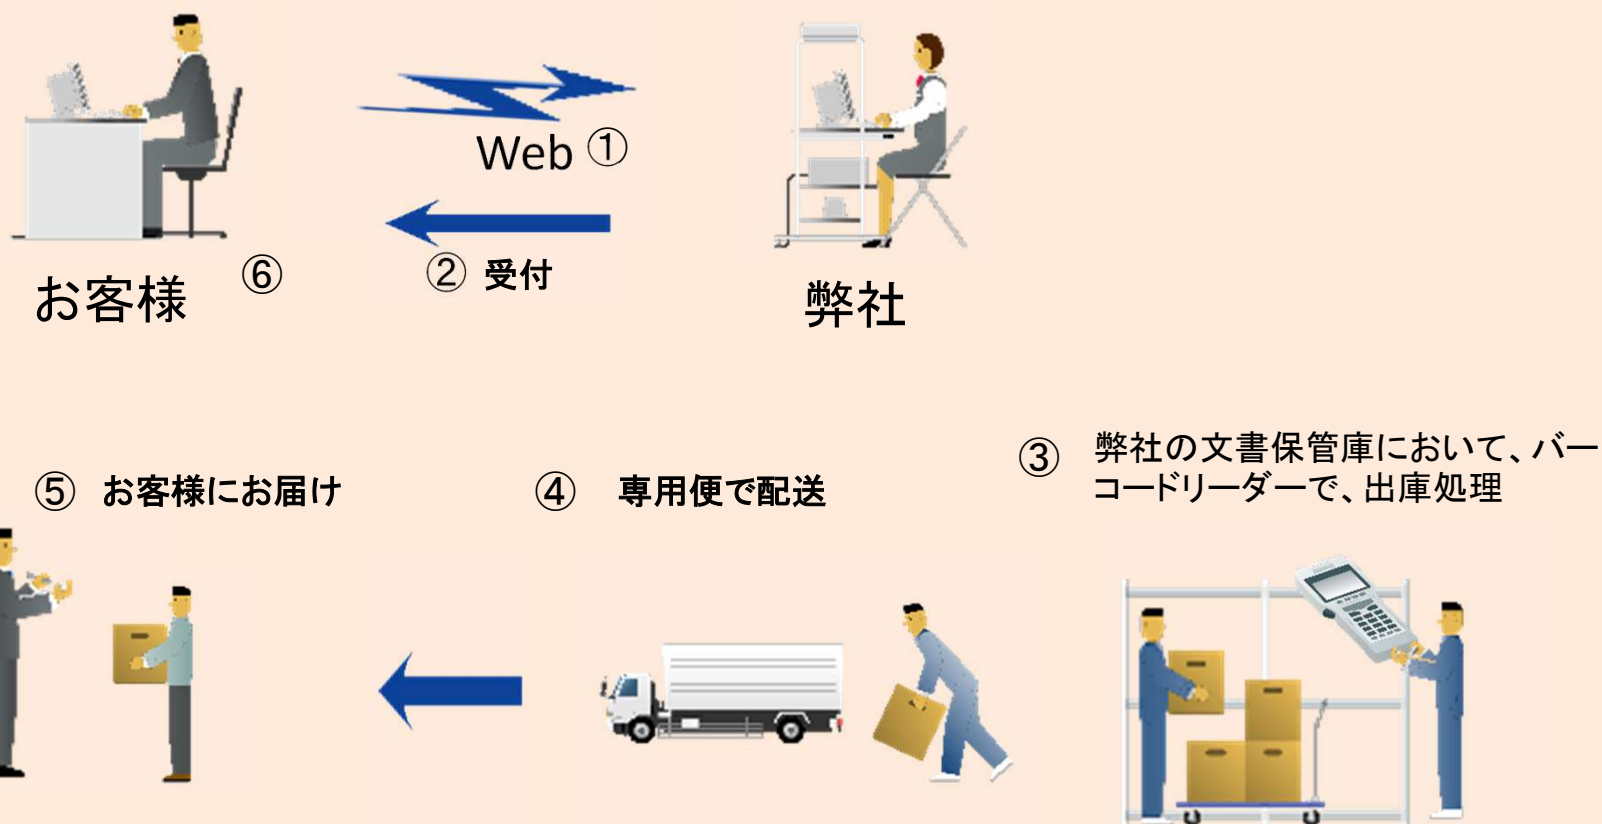 Web ①
② 受付
お客様 ⑥
弊社
③ 弊社の文書保管庫において、バー
コードリーダーで、出庫処理
④ 専用便で配送
⑤ お客様にお届け